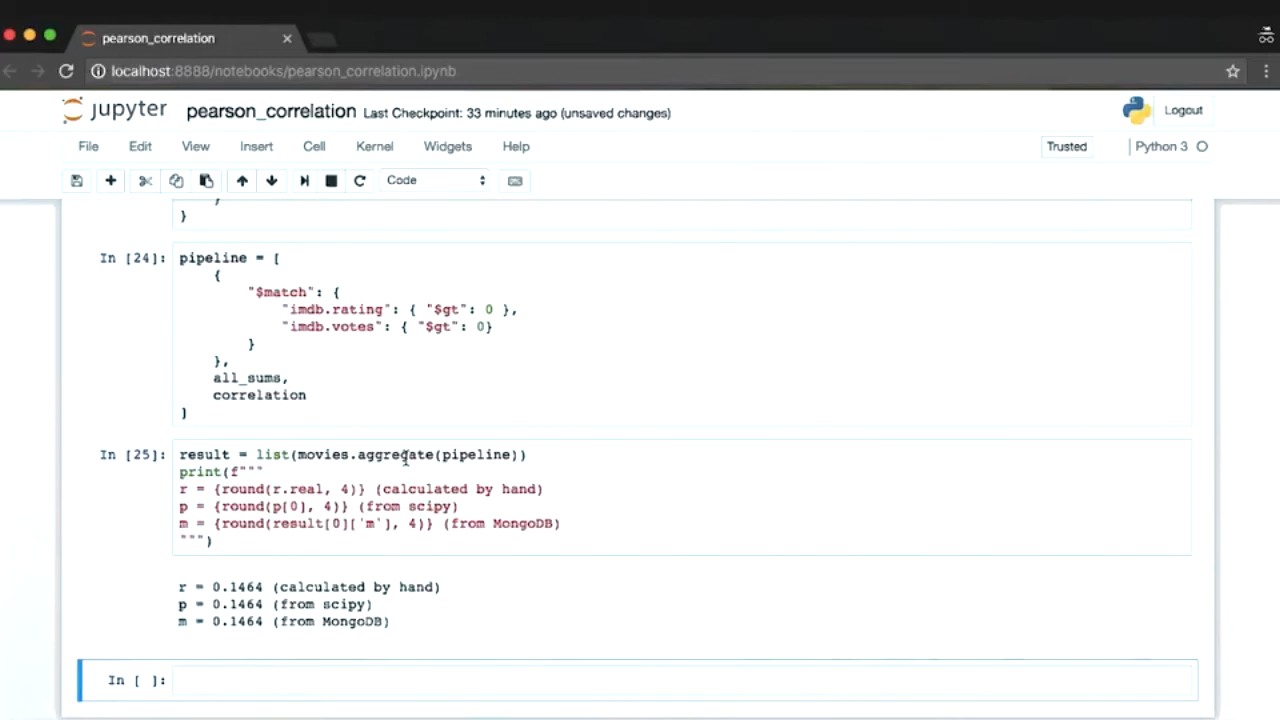 pearson_correlation
localhost:8888/notebooks/pearson_correlation.ipynb
jupyter pearson_correlation Last Checkpoint: 33 minutes ago (unsaved changes)
Logout
File Edit View Insert Cell Kernel Widgets Help
Trusted
Python 3
Code
}
}
In [24]:
pipeline = [
{
"$match": {
"imdb.rating": { "$gt": 0 },
"imdb.votes": { "$gt": 0}
}
},
all_sums,
correlation
]
In [25]:
result = list(movies.aggregate(pipeline))
print(f"""
r = {round(r.real, 4)} (calculated by hand)
p = {round(p[0], 4)} (from scipy)
m = {round(result[0]['m'], 4)} (from MongoDB)
""")
r = 0.1464 (calculated by hand)
p = 0.1464 (from scipy)
m = 0.1464 (from MongoDB)
In [ ]: